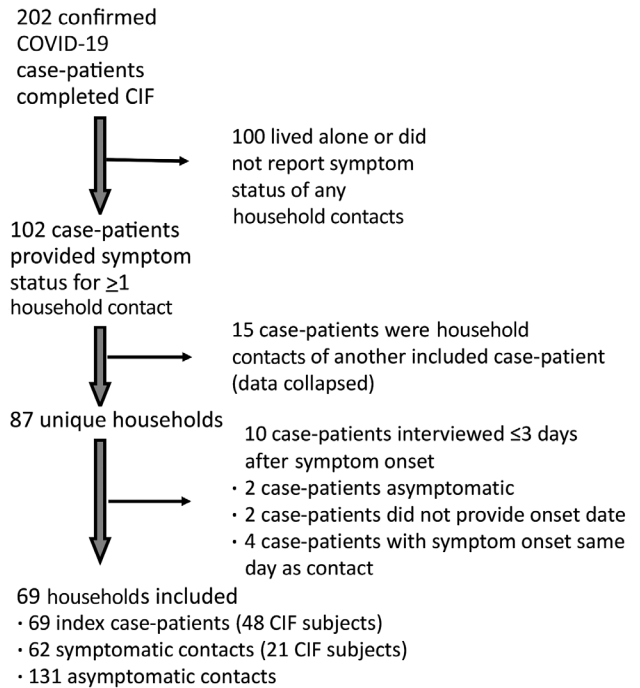 202 confirmed
COVID-19
case-patients
completed CIF
100 lived alone or did
not report symptom
status of any
household contacts
102 case-patients
provided symptom
status for ≥1
household contact
15 case-patients were household
contacts of another included case-patient
(data collapsed)
87 unique households
10 case-patients interviewed ≤3 days
after symptom onset
· 2 case-patients asymptomatic
· 2 case-patients did not provide onset date
· 4 case-patients with symptom onset same
day as contact
69 households included
· 69 index case-patients (48 CIF subjects)
· 62 symptomatic contacts (21 CIF subjects)
· 131 asymptomatic contacts